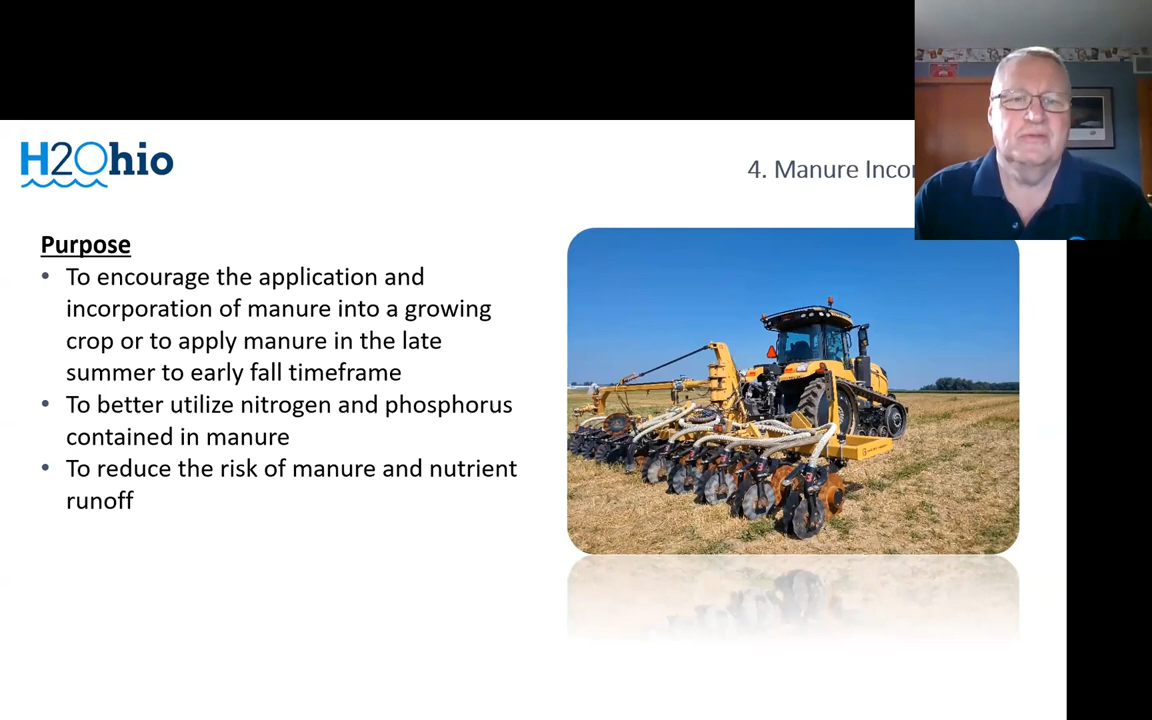 H2Ohio
4. Manure Incor
Purpose
• To encourage the application and
incorporation of manure into a growing
crop or to apply manure in the late
summer to early fall timeframe
• To better utilize nitrogen and phosphorus
contained in manure
• To reduce the risk of manure and nutrient
runoff